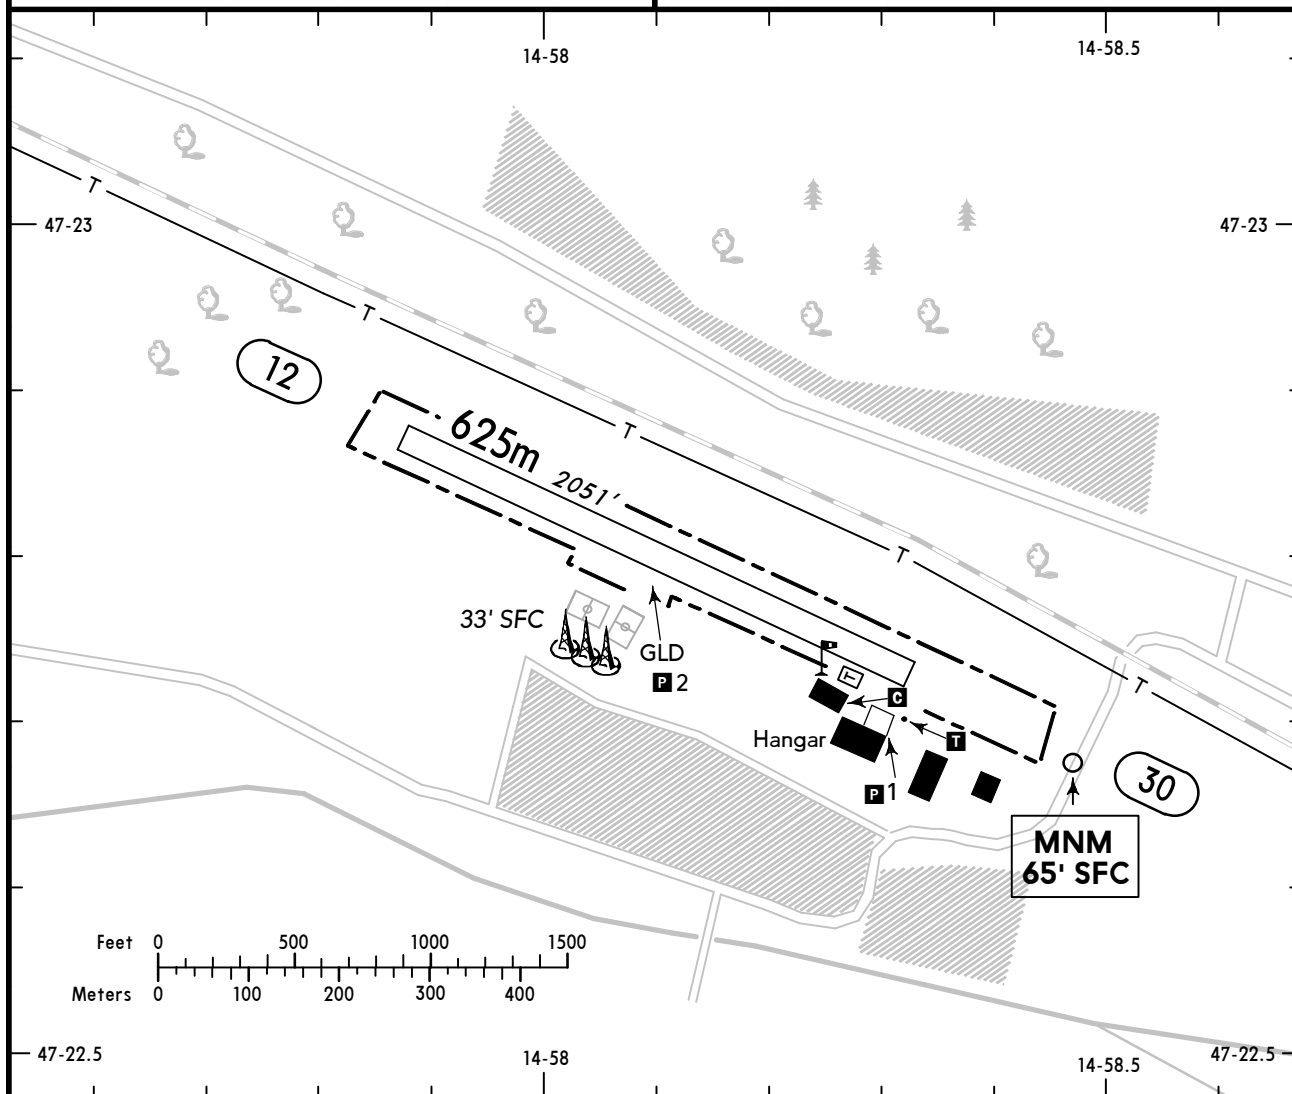 14-58
14-58.5
T
47-23
47-23
T
12
T
625m
2051'
T
33' SFC
GLD
P 2
T
T
C
Hangar
T
P 1
30
MNM
65' SFC
Feet 0 500 1000 1500
Meters 0 100 200 300 400
47-22.5
14-58
14-58.5
47-22.5